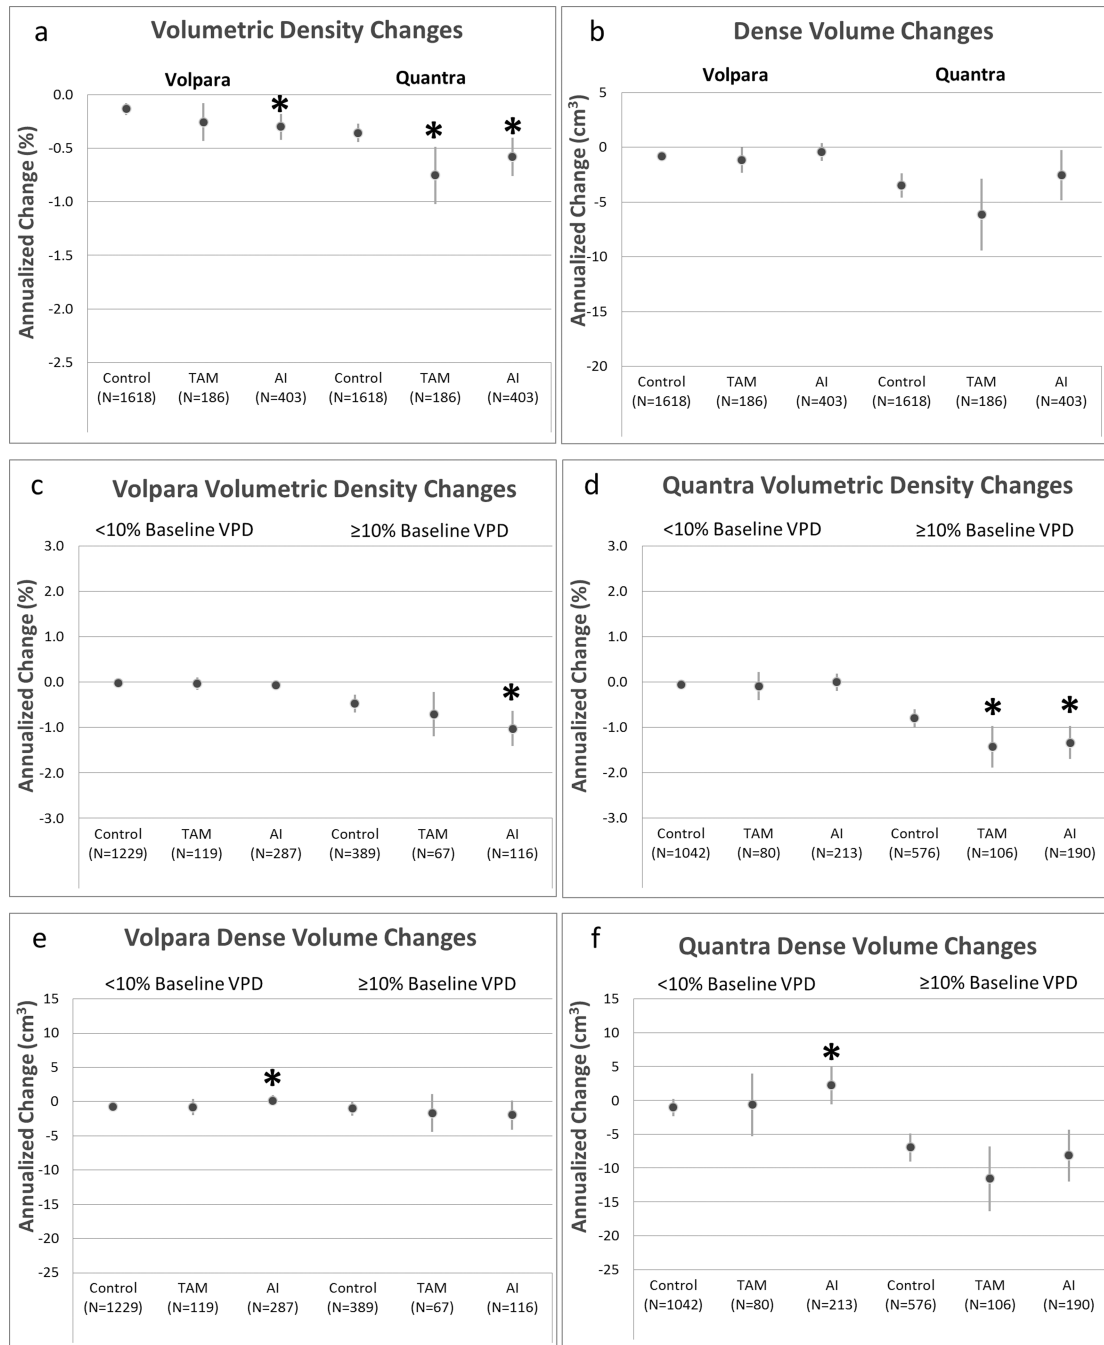 a
Volumetric Density Changes
Volpara Quantra
Annualized Change (%)
0.0
-0.5
-1.0
-1.5
-2.0
-2.5
* * *
Control TAM AI Control TAM AI
(N=1618) (N=186) (N=403) (N=1618) (N=186) (N=403)
b
Dense Volume Changes
Volpara Quantra
Annualized Change (cm³)
5
0
-5
-10
-15
-20
Control TAM AI Control TAM AI
(N=1618) (N=186) (N=403) (N=1618) (N=186) (N=403)
c
Volpara Volumetric Density Changes
<10% Baseline VPD ≥10% Baseline VPD
Annualized Change (%)
3.0
2.0
1.0
0.0
-1.0
-2.0
-3.0
*
Control TAM AI Control TAM AI
(N=1229) (N=119) (N=287) (N=389) (N=67) (N=116)
d
Quantra Volumetric Density Changes
<10% Baseline VPD ≥10% Baseline VPD
Annualized Change (%)
3.0
2.0
1.0
0.0
-1.0
-2.0
-3.0
* *
Control TAM AI Control TAM AI
(N=1042) (N=80) (N=213) (N=576) (N=106) (N=190)
e
Volpara Dense Volume Changes
<10% Baseline VPD ≥10% Baseline VPD
Annualized Change (cm³)
15
10
5
0
-5
-10
-15
-20
-25
*
Control TAM AI Control TAM AI
(N=1229) (N=119) (N=287) (N=389) (N=67) (N=116)
f
Quantra Dense Volume Changes
<10% Baseline VPD ≥10% Baseline VPD
Annualized Change (cm³)
15
10
5
0
-5
-10
-15
-20
-25
*
Control TAM AI Control TAM AI
(N=1042) (N=80) (N=213) (N=576) (N=106) (N=190)